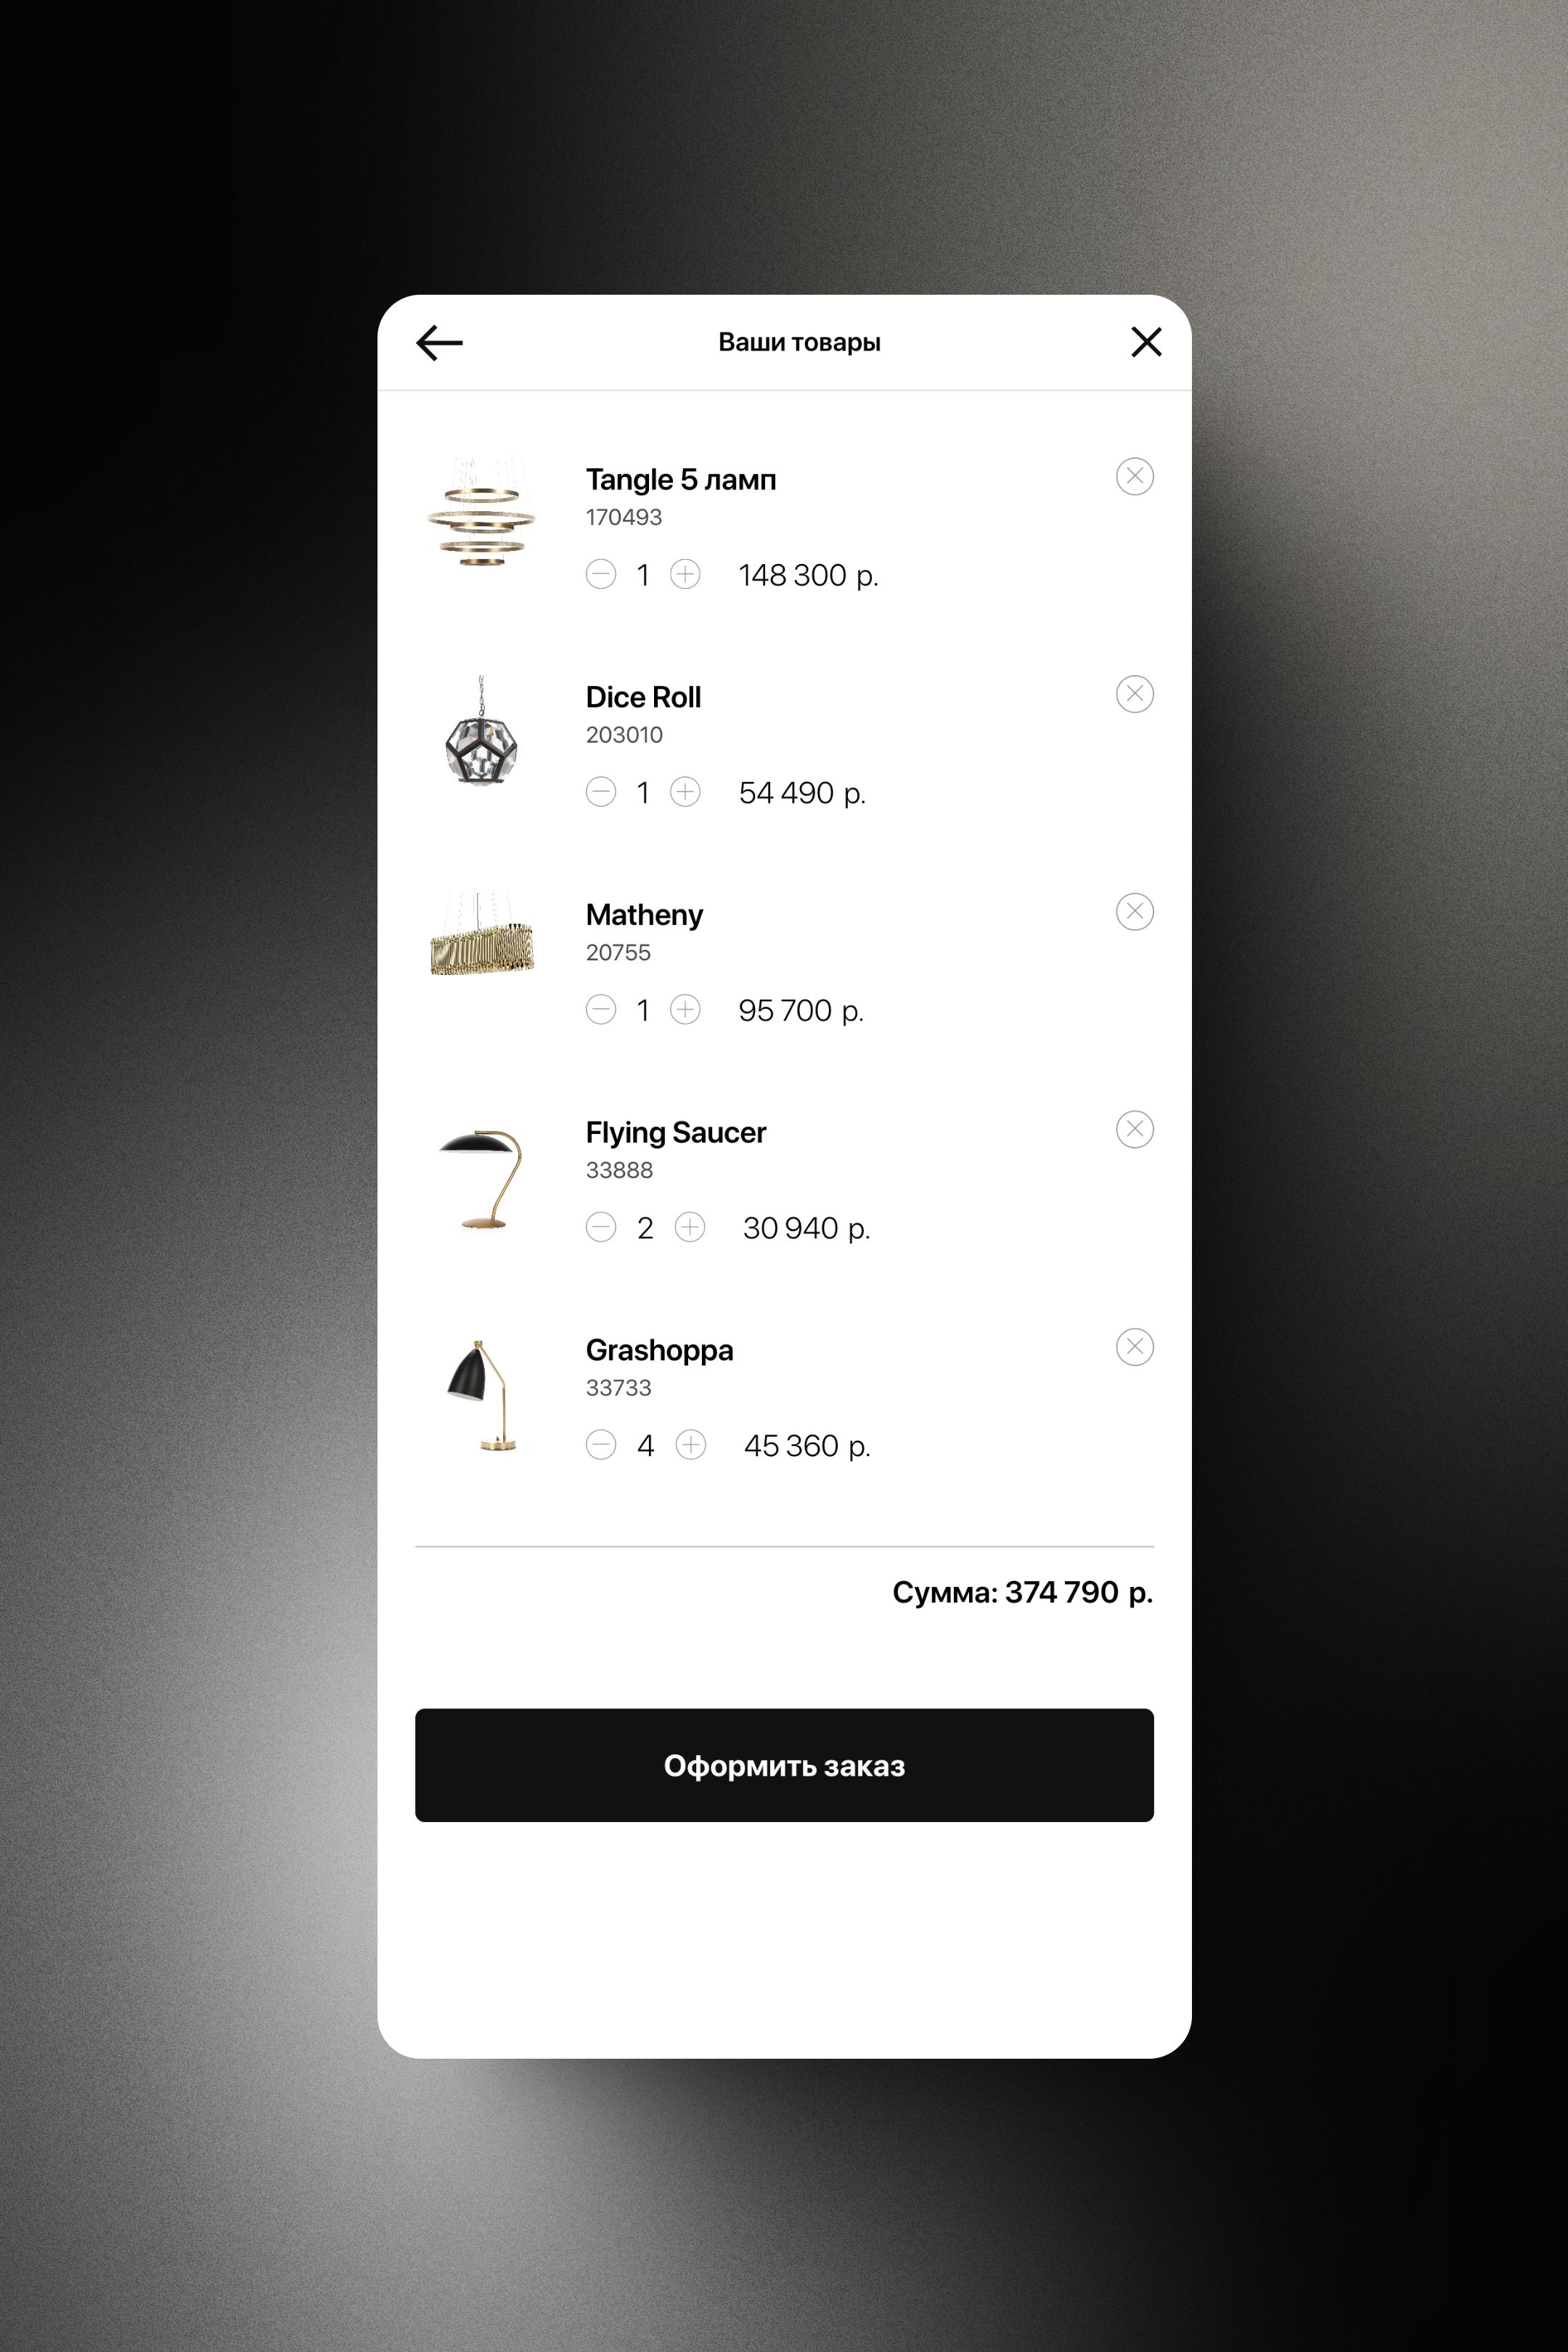 Ваши товары
Tangle 5 ламп
170493
1 148 300 р.
Dice Roll
203010
1 54 490 р.
Matheny
20755
1 95 700 р.
Flying Saucer
33888
2 30 940 р.
Grashoppa
33733
4 45 360 р.
Сумма: 374 790 р.
Оформить заказ